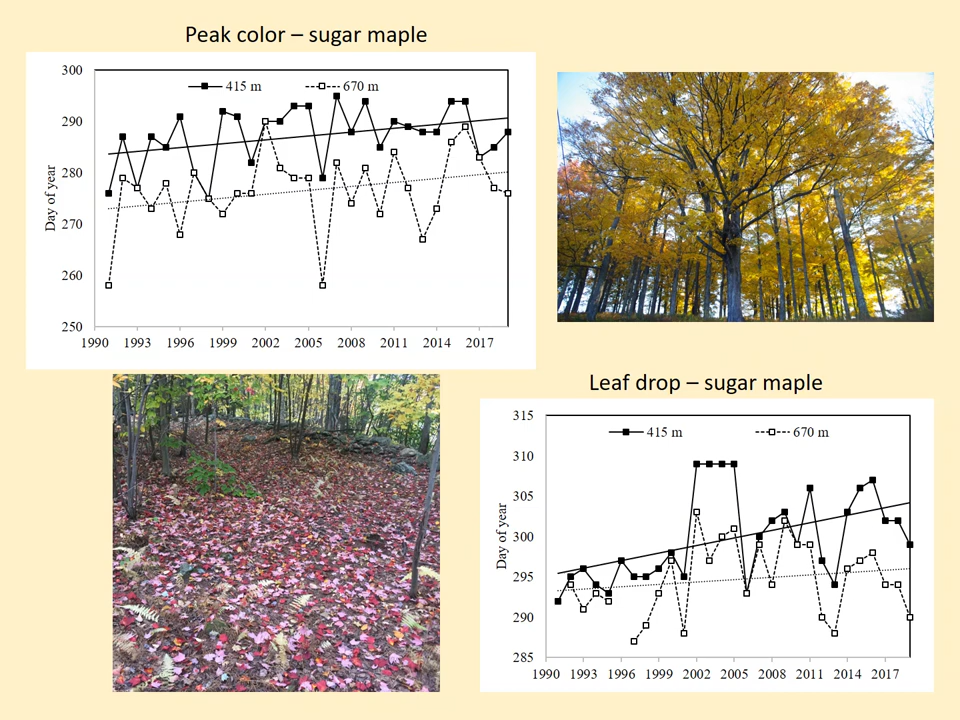 Peak color – sugar maple
300
415 m
670 m
290
280
Day of year
270
260
250
1990 1993 1996 1999 2002 2005 2008 2011 2014 2017
Leaf drop – sugar maple
315
415 m
670 m
310
305
300
Day of year
295
290
285
1990 1993 1996 1999 2002 2005 2008 2011 2014 2017